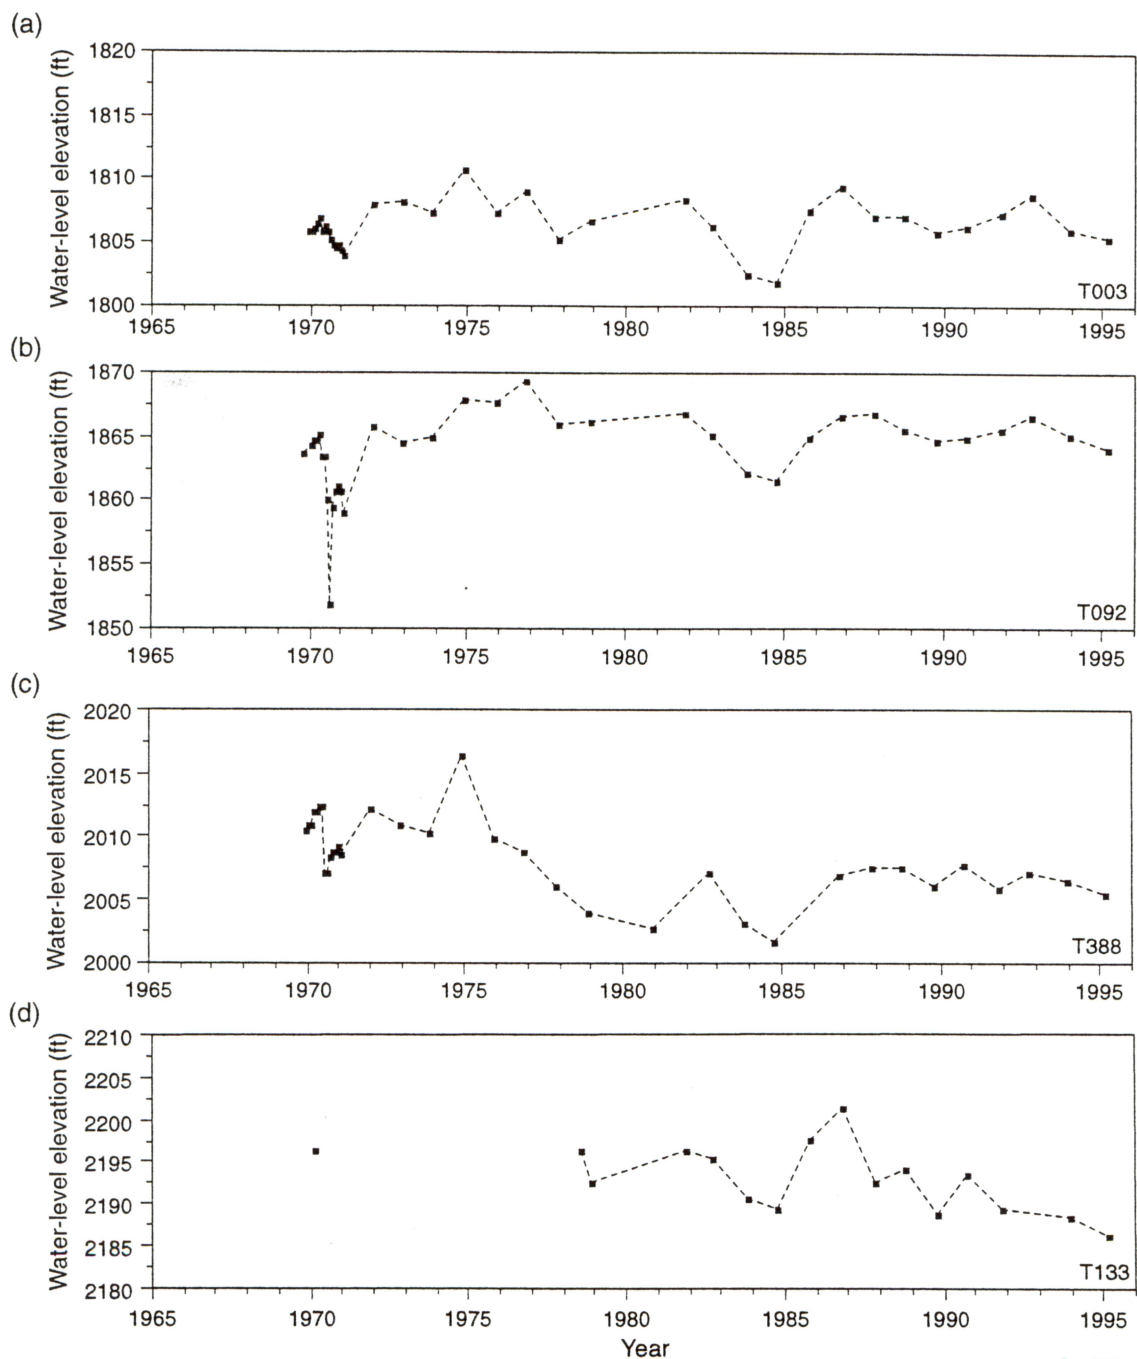 (a)
Water-level elevation (ft)
1820
1815
1810
1805
1800
T003
1965 1970 1975 1980 1985 1990 1995
(b)
Water-level elevation (ft)
1870
1865
1860
1855
1850
T092
1965 1970 1975 1980 1985 1990 1995
(c)
Water-level elevation (ft)
2020
2015
2010
2005
2000
T388
1965 1970 1975 1980 1985 1990 1995
(d)
Water-level elevation (ft)
2210
2205
2200
2195
2190
2185
2180
T133
1965 1970 1975 1980 1985 1990 1995
Year